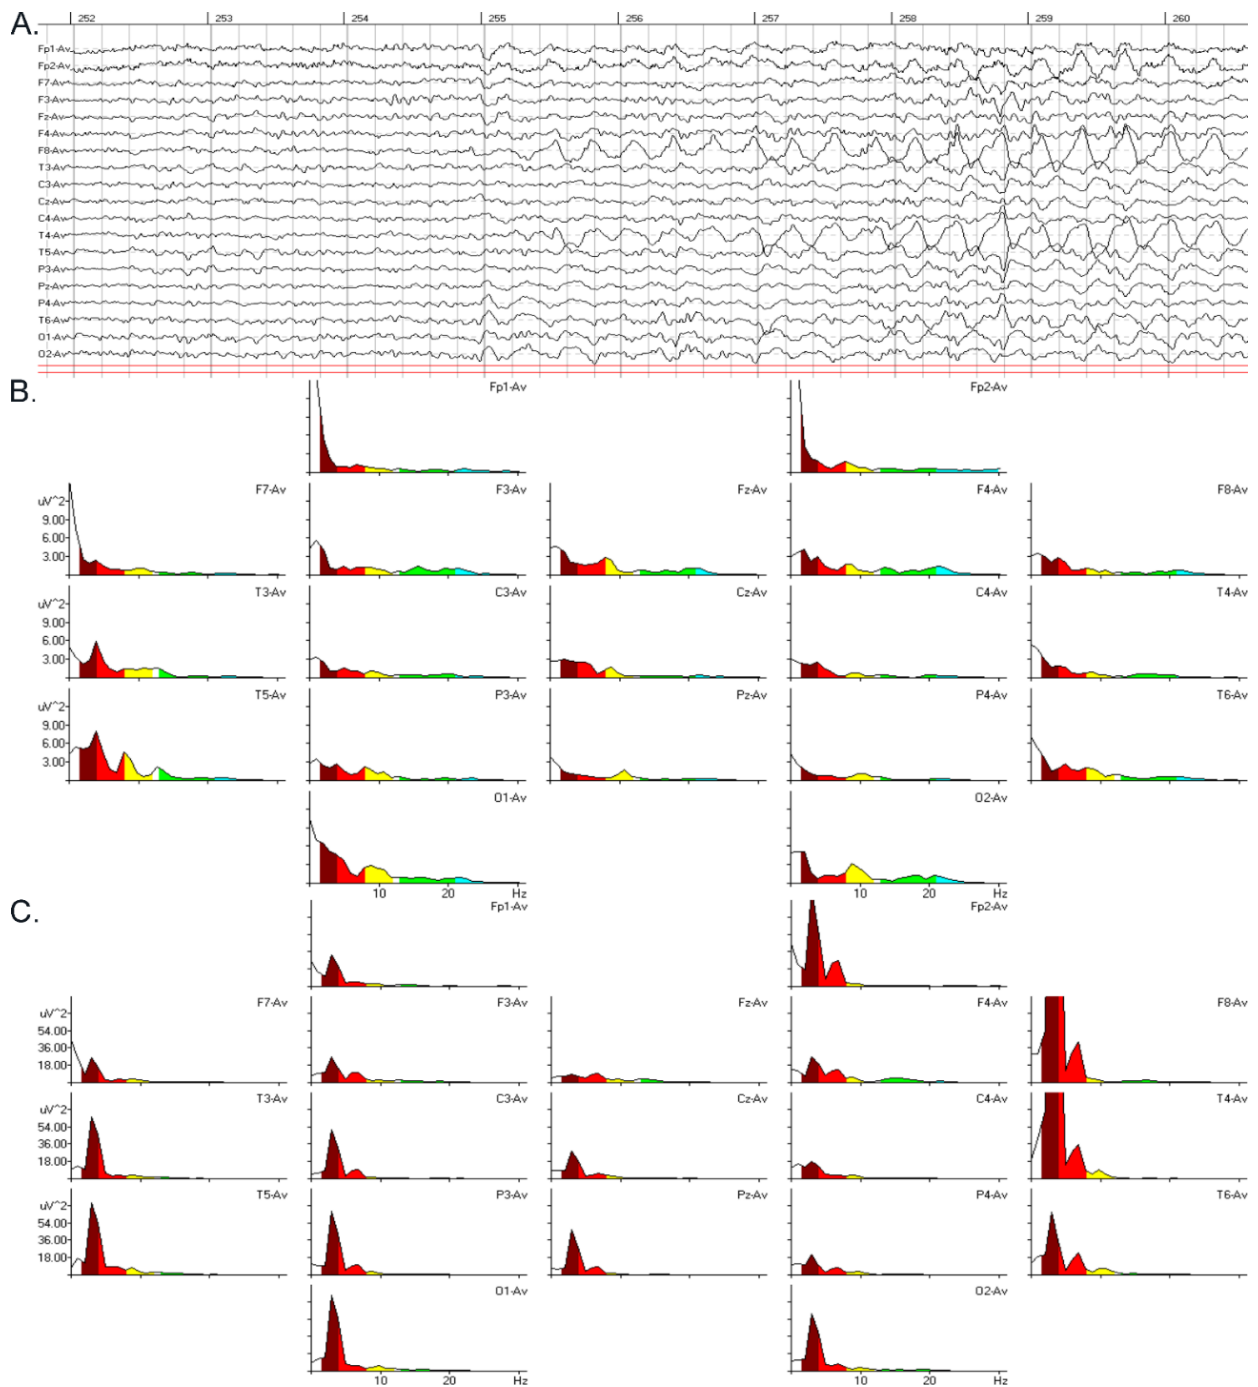 A.
252 253 254 255 256 257 258 259 260
Fp1-Av
Fp2-Av
F7-Av
F3-Av
Fz-Av
F4-Av
F8-Av
T3-Av
C3-Av
Cz-Av
C4-Av
T4-Av
T5-Av
P3-Av
Pz-Av
P4-Av
T6-Av
O1-Av
O2-Av
B.
Fp1-Av Fp2-Av
F7-Av F3-Av Fz-Av F4-Av F8-Av
uV^2
9.00
6.00
3.00
T3-Av C3-Av Cz-Av C4-Av T4-Av
uV^2
9.00
6.00
3.00
T5-Av P3-Av Pz-Av P4-Av T6-Av
uV^2
9.00
6.00
3.00
O1-Av O2-Av
10 20 Hz 10 20 Hz
C.
Fp1-Av Fp2-Av
F7-Av F3-Av Fz-Av F4-Av F8-Av
uV^2
54.00
36.00
18.00
T3-Av C3-Av Cz-Av C4-Av T4-Av
uV^2
54.00
36.00
18.00
T5-Av P3-Av Pz-Av P4-Av T6-Av
uV^2
54.00
36.00
18.00
O1-Av O2-Av
10 20 Hz 10 20 Hz